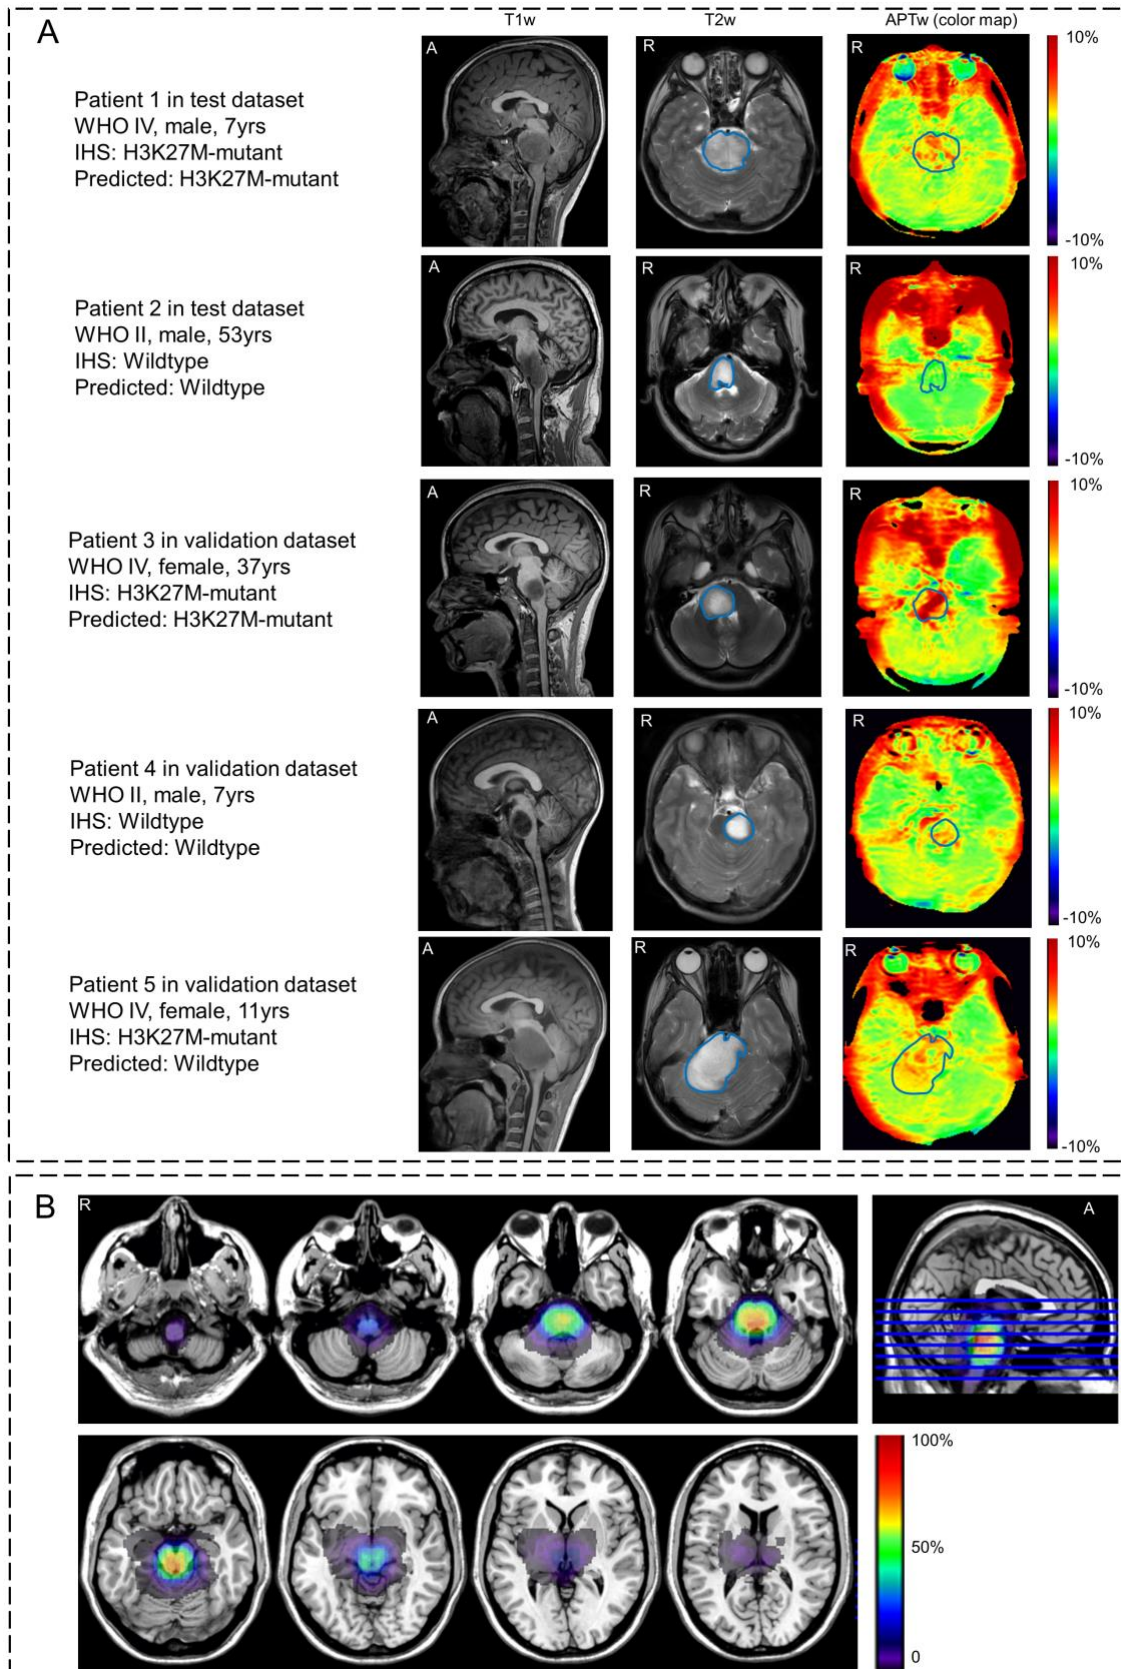 A
T1w
T2w
APTw (color map)
Patient 1 in test dataset
WHO IV, male, 7yrs
IHS: H3K27M-mutant
Predicted: H3K27M-mutant
A
R
R
10%
-10%
Patient 2 in test dataset
WHO II, male, 53yrs
IHS: Wildtype
Predicted: Wildtype
A
R
R
10%
-10%
Patient 3 in validation dataset
WHO IV, female, 37yrs
IHS: H3K27M-mutant
Predicted: H3K27M-mutant
A
R
R
10%
-10%
Patient 4 in validation dataset
WHO II, male, 7yrs
IHS: Wildtype
Predicted: Wildtype
A
R
R
10%
-10%
Patient 5 in validation dataset
WHO IV, female, 11yrs
IHS: H3K27M-mutant
Predicted: Wildtype
A
R
R
10%
-10%
B
R
A
100%
50%
0